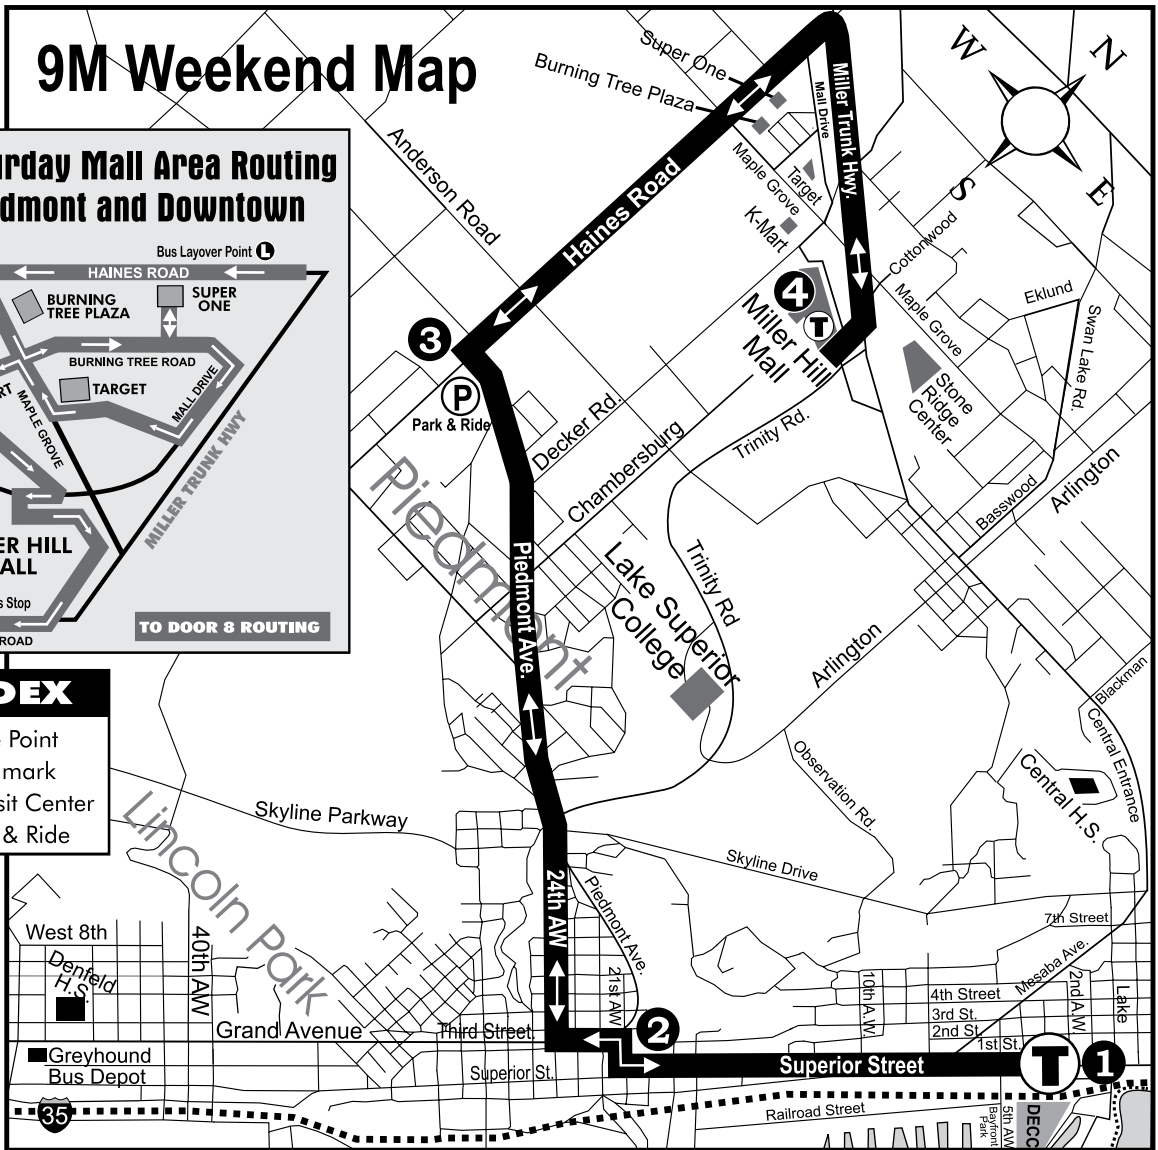 9M Weekend Map
urday Mall Area Routing
dmont and Downtown
Bus Layover Point L
HAINES ROAD
BURNING
TREE PLAZA
SUPER
ONE
BURNING TREE ROAD
RT
TARGET
MAPLE GROVE
MALL DRIVE
MILLER TRUNK HWY
ER HILL
ALL
s Stop
ROAD
TO DOOR 8 ROUTING
DEX
Point
mark
sit Center
& Ride
Super One
Burning Tree Plaza
Anderson Road
Haines Road
Miller Trunk Hwy.
Mall Drive
Maple Grove
Target
K-Mart
W
N
S
E
Cottonwood
Maple Grove
Eklund
Swan Lake Rd.
4
T
Miller Hill
Mall
Stone
Ridge
Center
3
P
Park & Ride
Decker Rd.
Chambersburg
Trinity Rd.
Basswood
Arlington
Piedmont
Piedmont Ave.
Lake Superior
College
Trinity Rd
Arlington
Blackman
Central Entrance
Central H.S.
Observation Rd.
Skyline Parkway
Lincoln Park
Skyline Drive
24th AW
Piedmont Ave.
7th Street
West 8th
Denfeld
H.S.
40th AW
21st AW
10th A.W.
4th Street
3rd St.
2nd St.
1st St.
Mesaba Ave.
2nd A.W.
Lake
Grand Avenue
Third Street
2
Greyhound
Bus Depot
Superior St.
Superior Street
T
1
35
Railroad Street
Bayfront
Park
5th AW
DECC